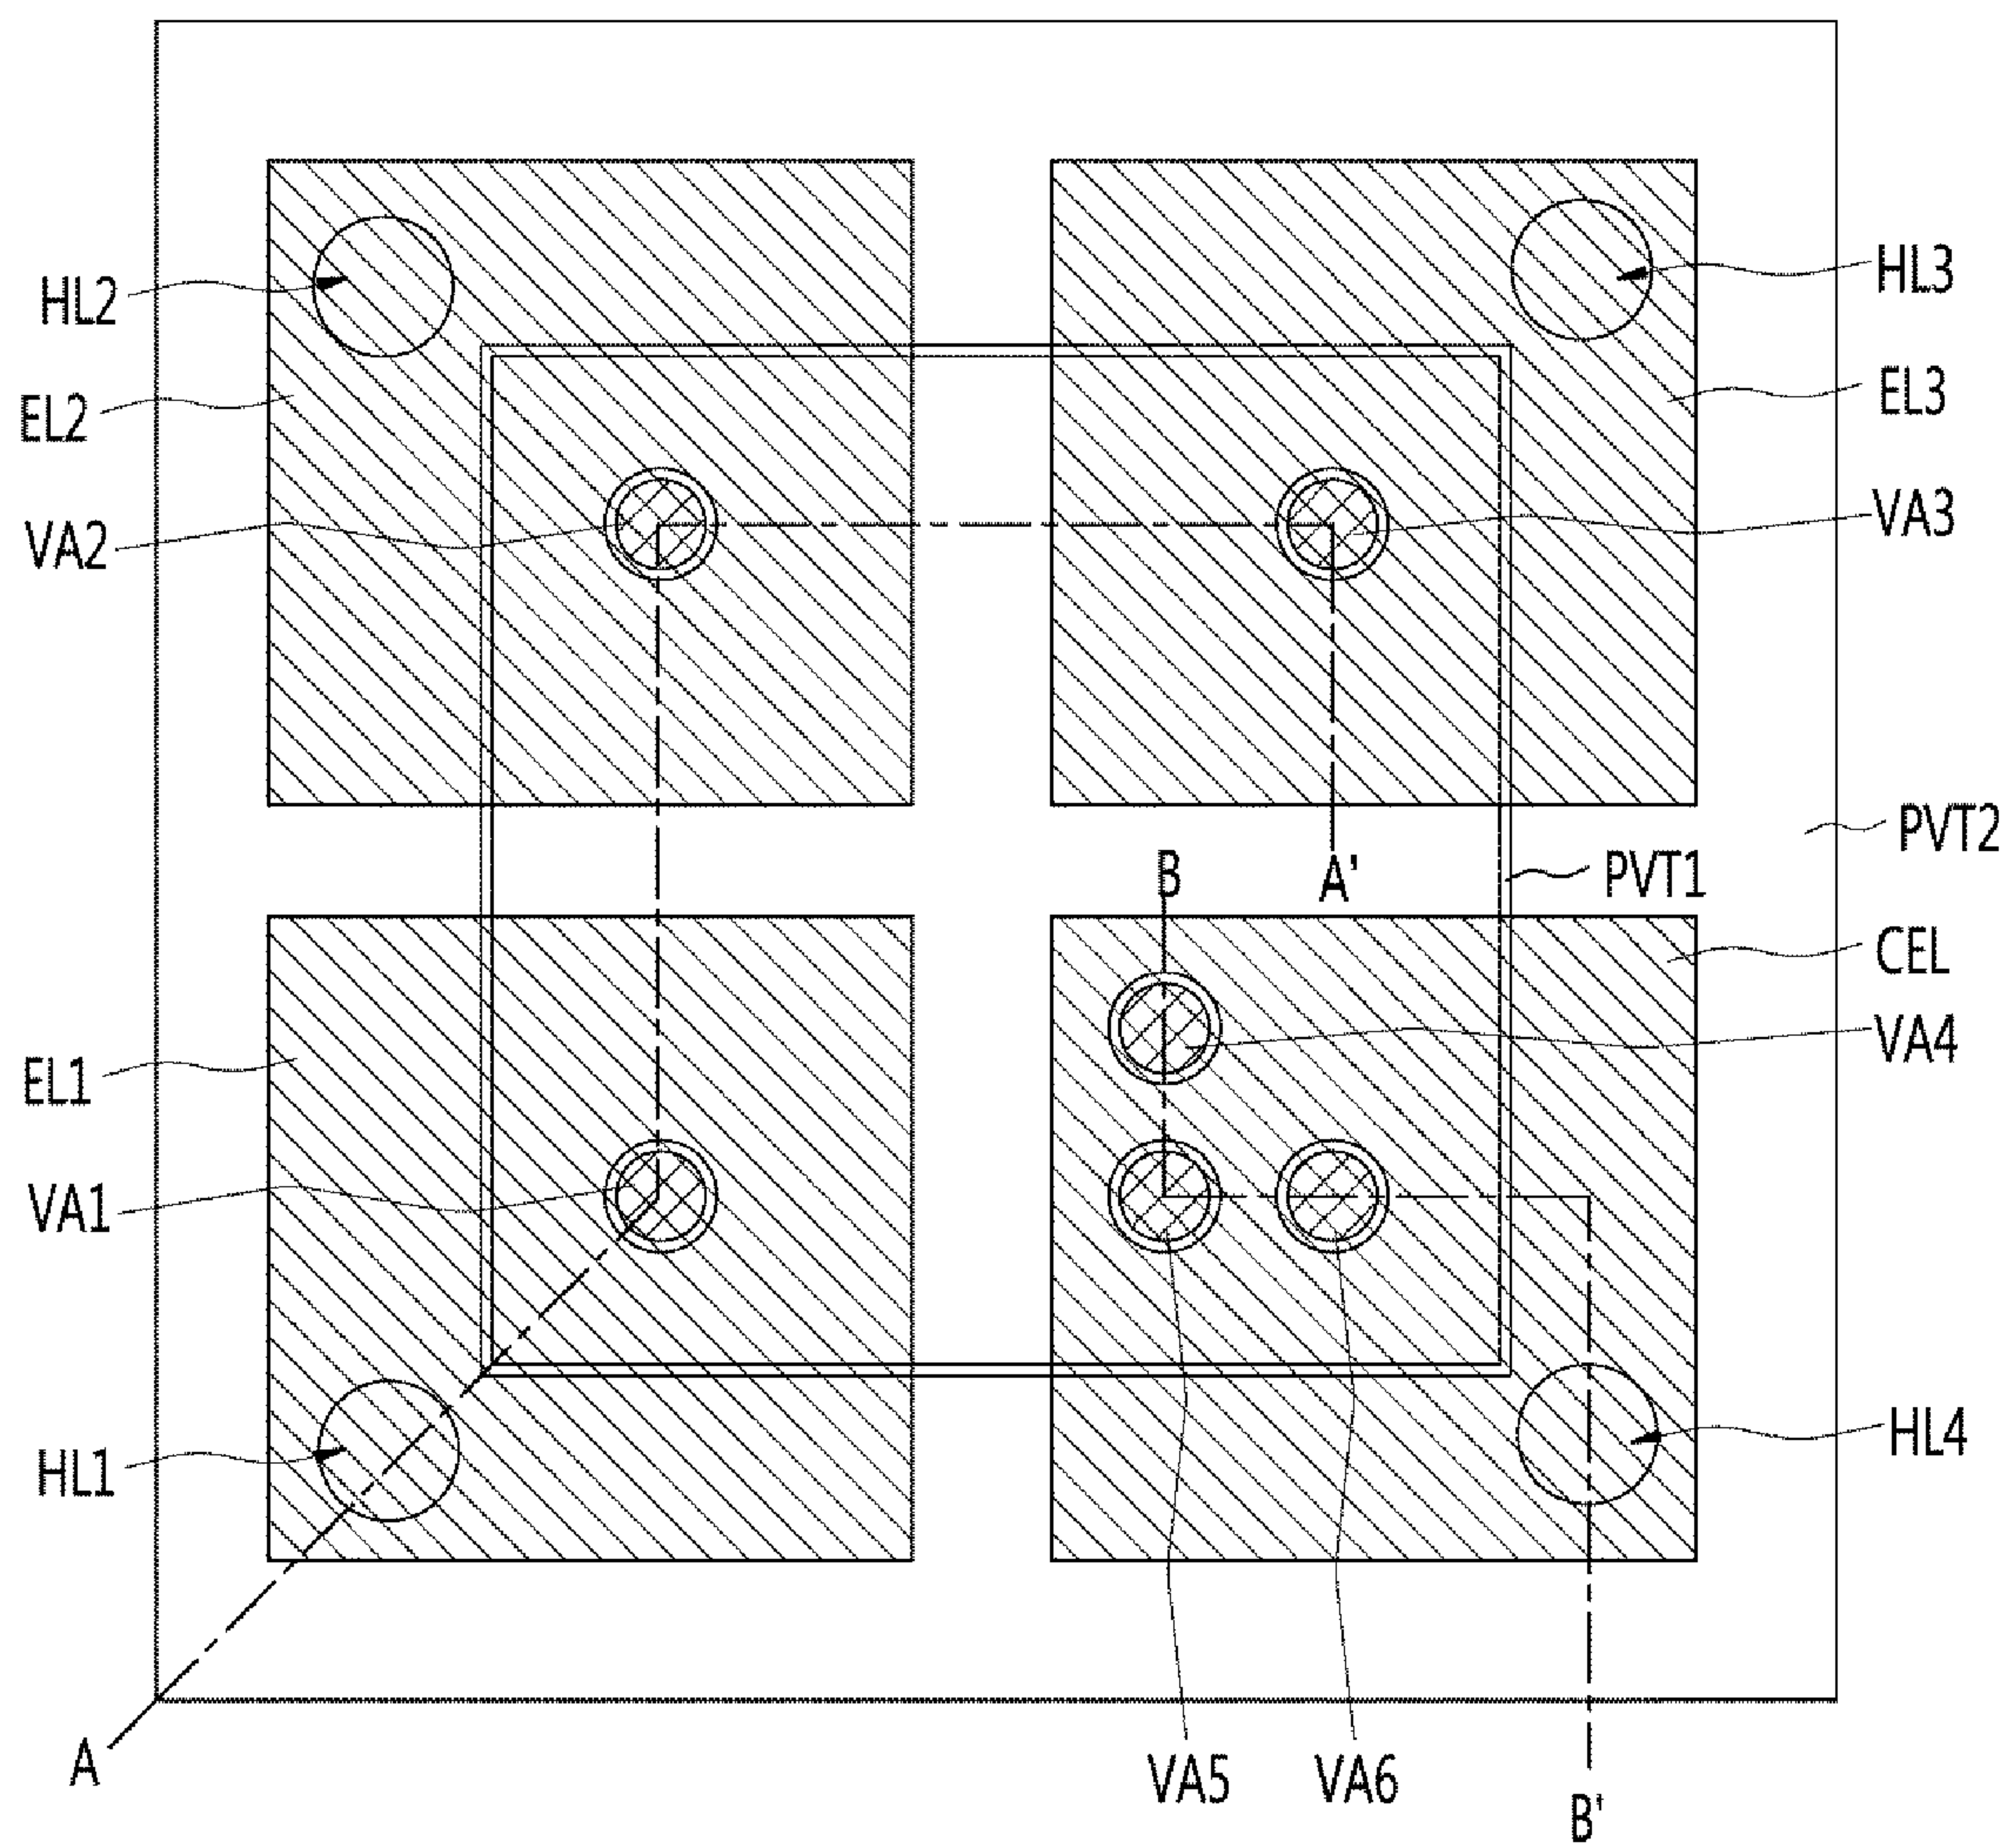 HL2
HL3
EL2
EL3
VA2
VA3
PVT2
B
A'
PVT1
CEL
EL1
VA4
VA1
HL1
HL4
A
VA5
VA6
B'